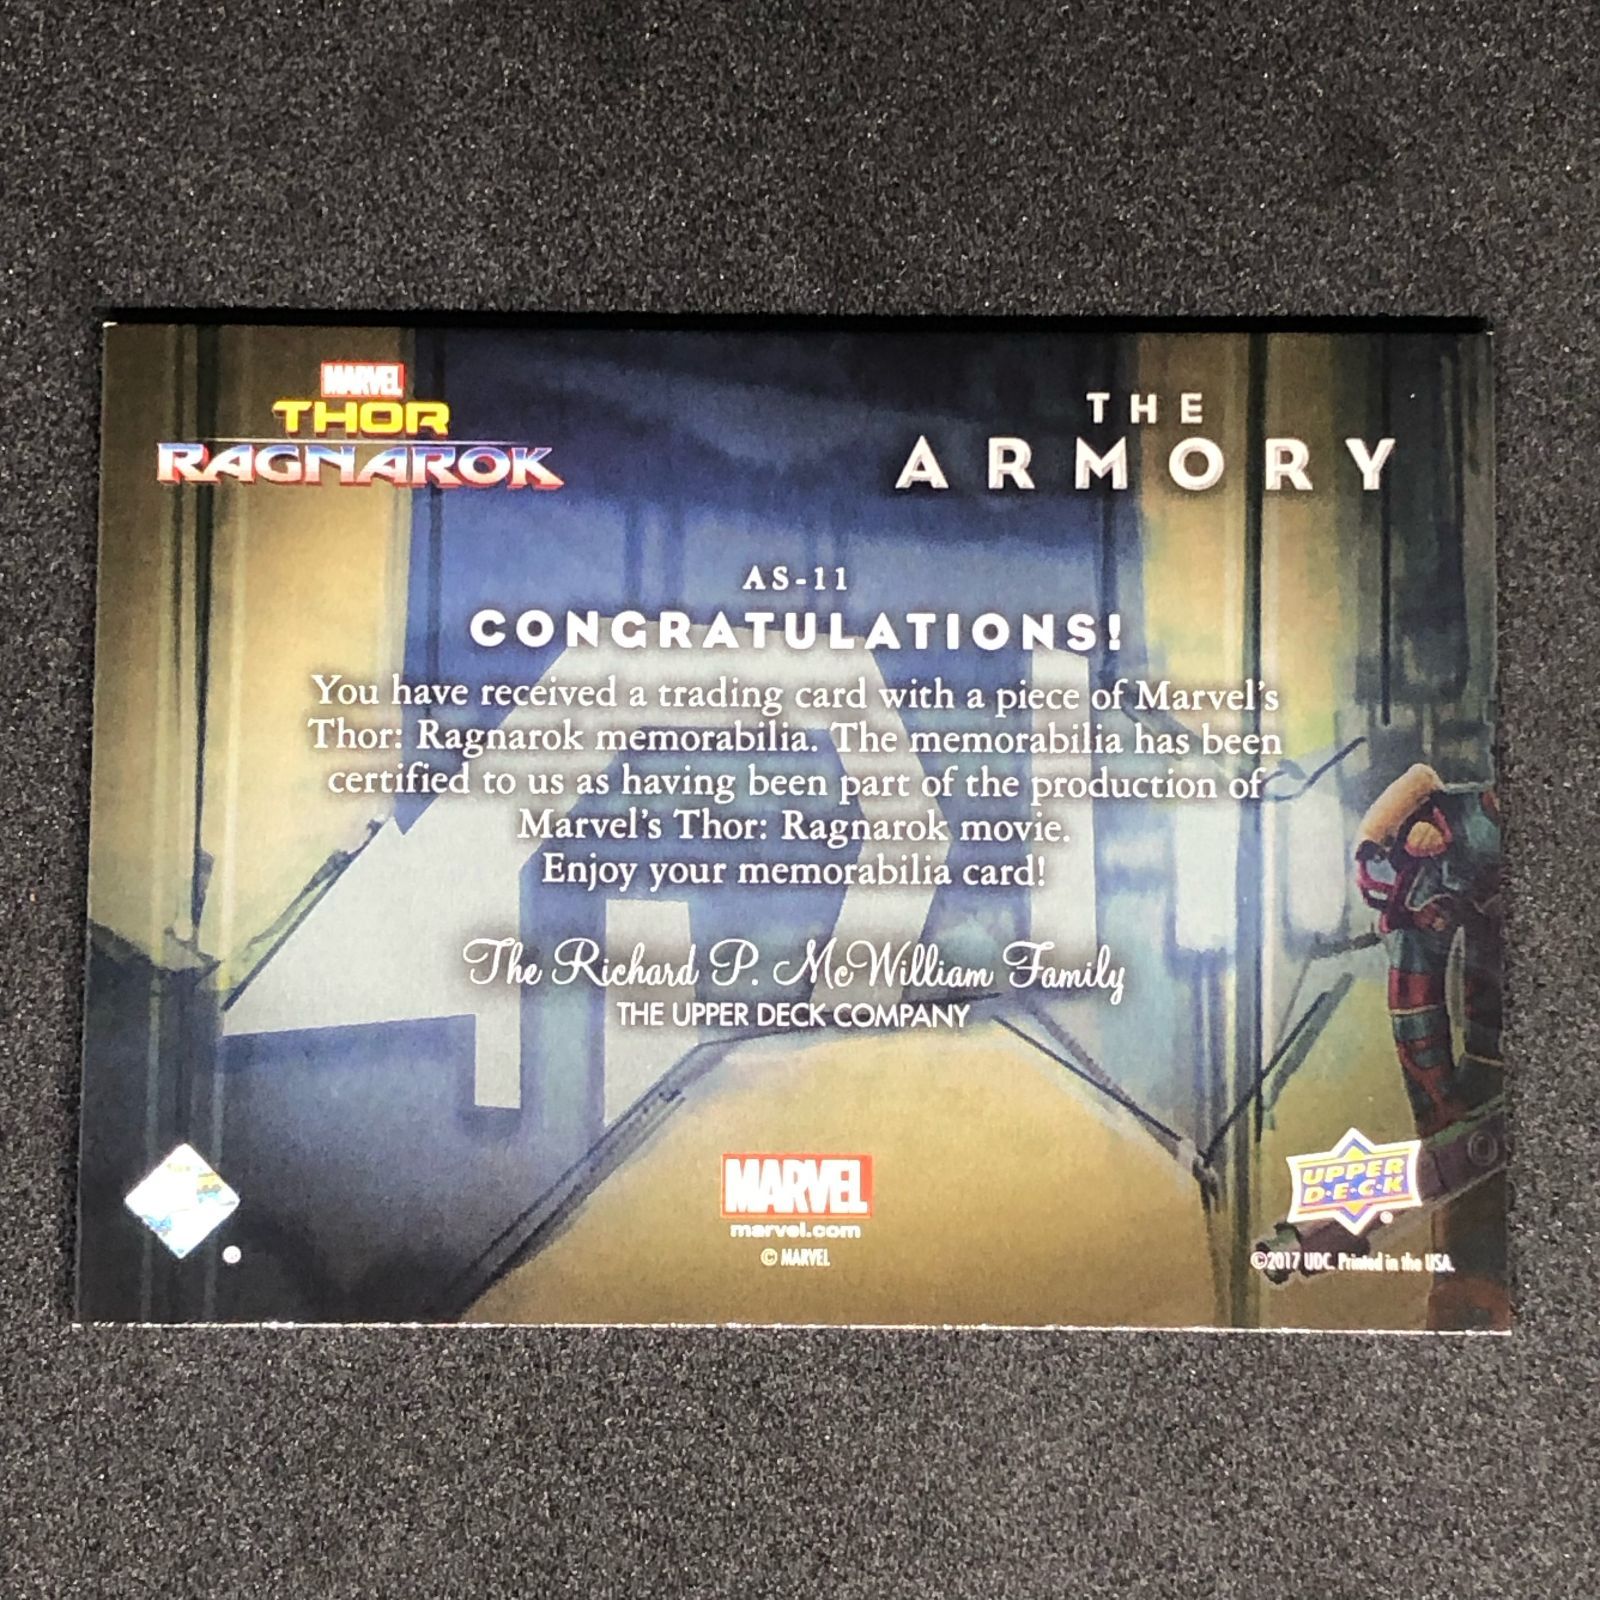 MARVEL
THOR
RAGNAROK
THE
ARMORY
AS-11
CONGRATULATIONS!
You have received a trading card with a piece of Marvel's
Thor: Ragnarok memorabilia. The memorabilia has been
certified to us as having been part of the production of
Marvel's Thor: Ragnarok movie.
Enjoy your memorabilia card!
The Richard P. McWilliam Family
THE UPPER DECK COMPANY
MARVEL
marvel.com
© MARVEL
UPPER
D·E·C·K
©2017 UDC. Printed in the USA.